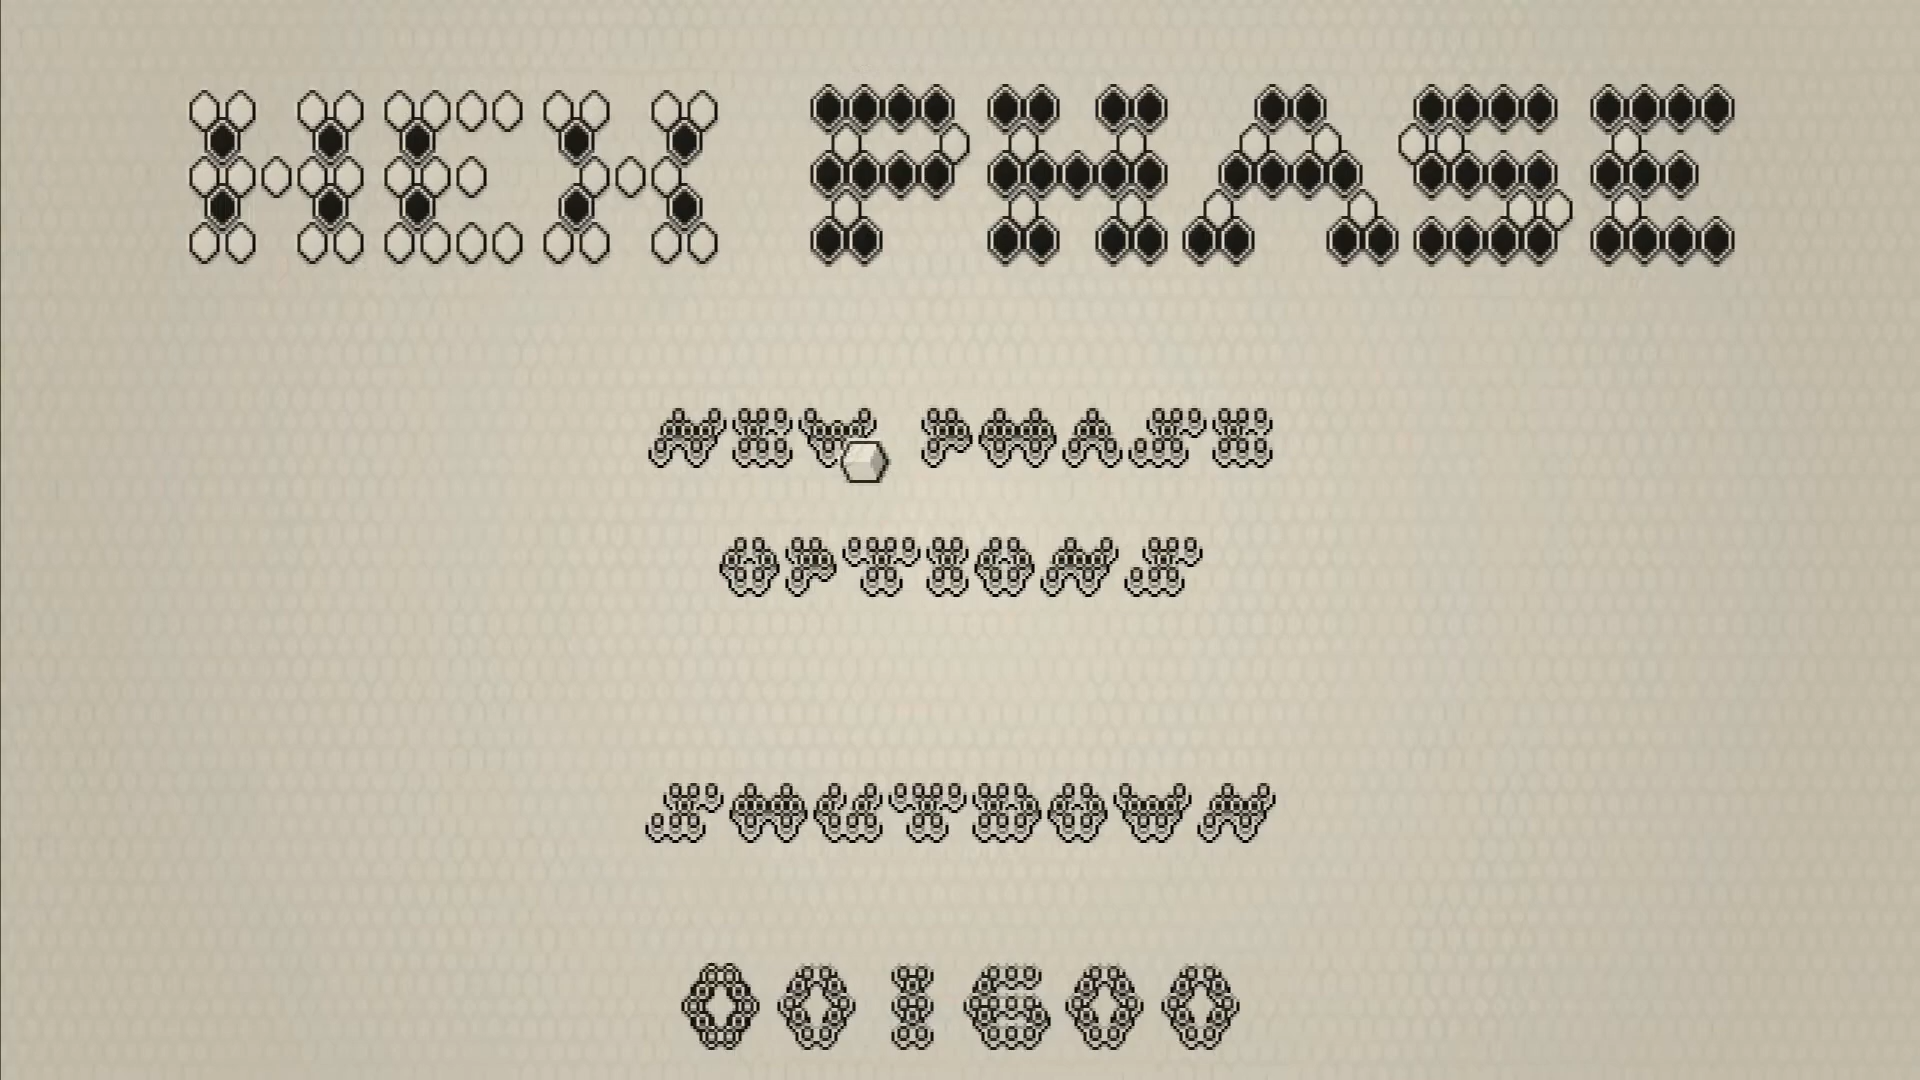 HEX PHASE
NEW PHASE
OPTIONS
SHUTDOWN
001600